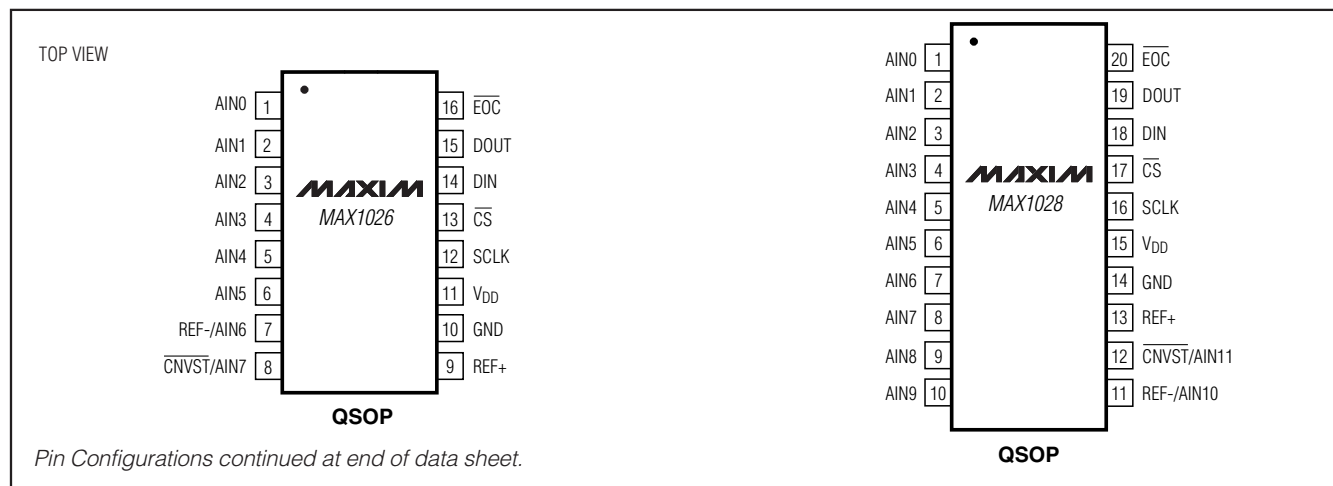 TOP VIEW
AIN0 1
AIN1 2
AIN2 3
AIN3 4
AIN4 5
AIN5 6
REF-/AIN6 7
CNVST/AIN7 8
16 EOC
15 DOUT
14 DIN
13 CS
12 SCLK
11 VDD
10 GND
9 REF+
MAXIM
MAX1026
QSOP
AIN0 1
AIN1 2
AIN2 3
AIN3 4
AIN4 5
AIN5 6
AIN6 7
AIN7 8
AIN8 9
AIN9 10
20 EOC
19 DOUT
18 DIN
17 CS
16 SCLK
15 VDD
14 GND
13 REF+
12 CNVST/AIN11
11 REF-/AIN10
MAXIM
MAX1028
QSOP
Pin Configurations continued at end of data sheet.